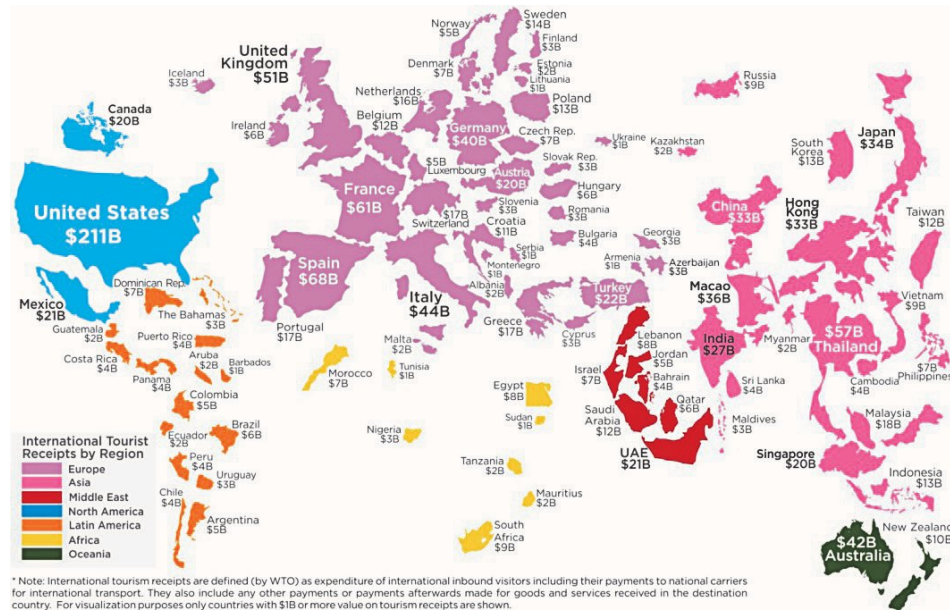 Canada
$20B
United States
$211B
Mexico
$21B
Iceland
$3B
United
Kingdom
$51B
Ireland
$6B
Norway
$5B
Sweden
$14B
Finland
$3B
Denmark
$7B
Estonia
$2B
Lithuania
$1B
Netherlands
$16B
Belgium
$12B
Poland
$13B
Germany
$40B
Czech Rep.
$7B
$5B
Luxembourg
Slovak Rep.
$3B
Austria
$20B
Hungary
$6B
France
$61B
$17B
Switzerland
Slovenia
$3B
Romania
$3B
Croatia
$11B
Bulgaria
$4B
Serbia
$1B
Montenegro
$1B
Albania
$2B
Spain
$68B
Portugal
$17B
Italy
$44B
Greece
$17B
Turkey
$22B
Cyprus
$3B
Malta
$2B
Ukraine
$1B
Kazakhstan
$2B
Georgia
$3B
Armenia
$1B
Azerbaijan
$3B
Russia
$9B
South
Korea
$13B
Japan
$34B
China
$33B
Hong
Kong
$33B
Taiwan
$12B
Macao
$36B
Vietnam
$9B
India
$27B
Myanmar
$2B
$57B
Thailand
$7B
Philippines
Cambodia
$4B
Sri Lanka
$4B
Maldives
$3B
Malaysia
$18B
Singapore
$20B
Indonesia
$13B
New Zealand
$10B
$42B
Australia
Lebanon
$8B
Jordan
$5B
Israel
$7B
Bahrain
$4B
Qatar
$6B
Saudi
Arabia
$12B
UAE
$21B
Morocco
$7B
Tunisia
$1B
Egypt
$8B
Sudan
$1B
Nigeria
$3B
Tanzania
$2B
Mauritius
$2B
South
Africa
$9B
Dominican Rep.
$7B
The Bahamas
$3B
Guatemala
$2B
Puerto Rico
$4B
Costa Rica
$4B
Aruba
$2B
Barbados
$1B
Panama
$4B
Colombia
$5B
Ecuador
$2B
Brazil
$6B
Peru
$4B
Uruguay
$3B
Chile
$4B
Argentina
$5B
International Tourist
Receipts by Region
Europe
Asia
Middle East
North America
Latin America
Africa
Oceania
* Note: International tourism receipts are defined (by WTO) as expenditure of international inbound visitors including their payments to national carriers
for international transport. They also include any other payments or payments afterwards made for goods and services received in the destination
country. For visualization purposes only countries with $1B or more value on tourism receipts are shown.